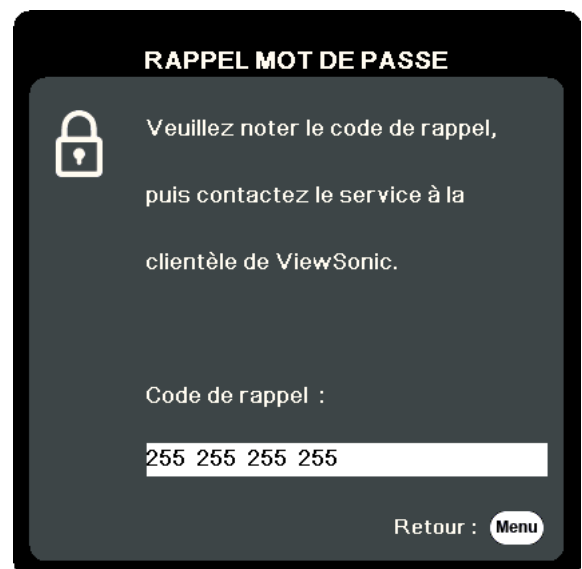 RAPPEL MOT DE PASSE
Veuillez noter le code de rappel,
puis contactez le service à la
clientèle de ViewSonic.
Code de rappel :
255 255 255 255
Retour : Menu